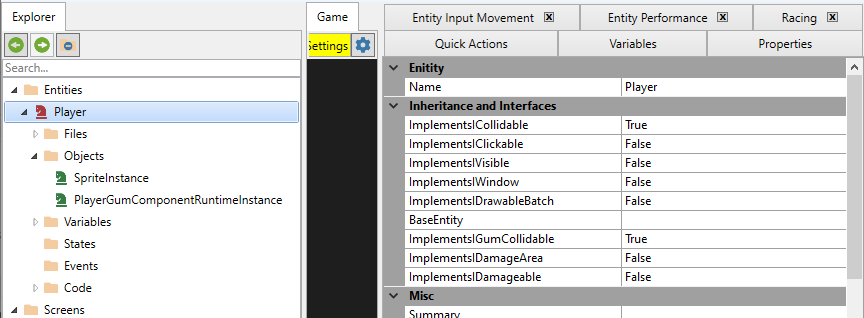 Explorer
Search...
Entities
Player
Files
Objects
SpriteInstance
PlayerGumComponentRuntimeInstance
Variables
States
Events
Code
Screens
Game
Settings
Entity Input Movement
Entity Performance
Racing
Quick Actions
Variables
Properties
Entity
Name Player
Inheritance and Interfaces
ImplementsICollidable True
ImplementsIClickable False
ImplementsIVisible False
ImplementsIWindow False
ImplementsIDrawableBatch False
BaseEntity
ImplementsIGumCollidable True
ImplementsIDamageArea False
ImplementsIDamageable False
Misc
Summary